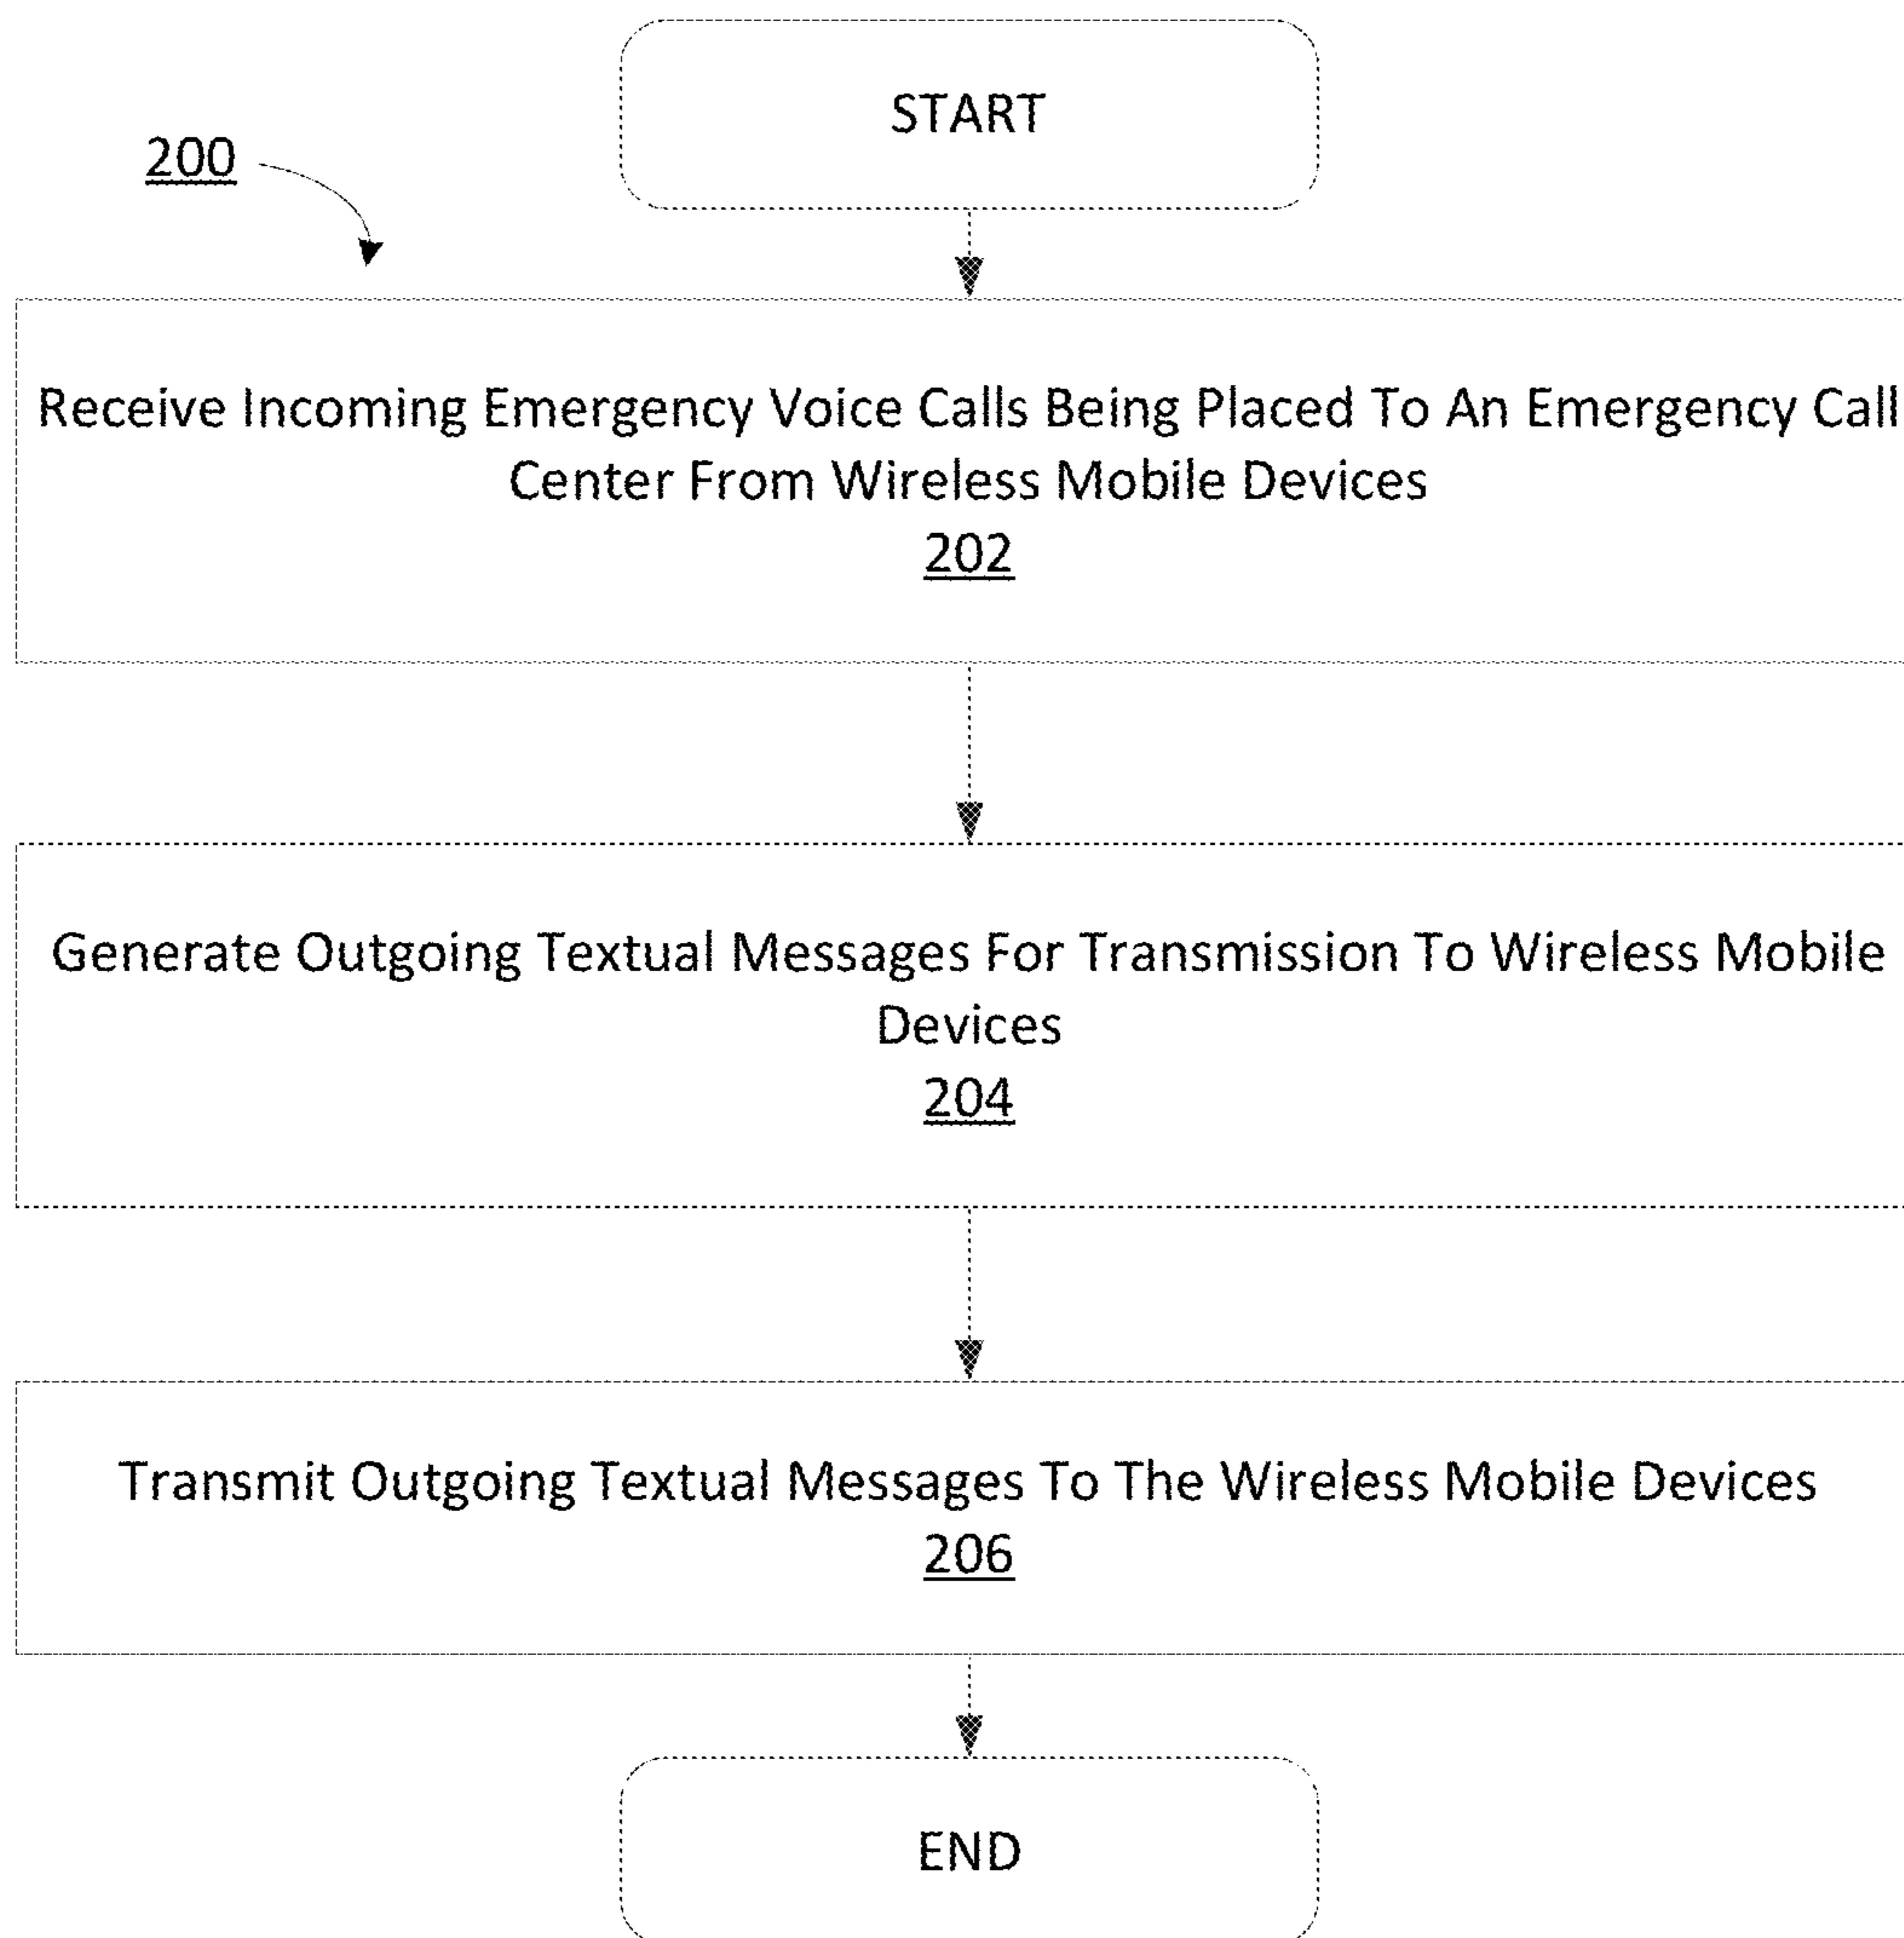 START
200
Receive Incoming Emergency Voice Calls Being Placed To An Emergency Call
Center From Wireless Mobile Devices
202
Generate Outgoing Textual Messages For Transmission To Wireless Mobile
Devices
204
Transmit Outgoing Textual Messages To The Wireless Mobile Devices
206
END